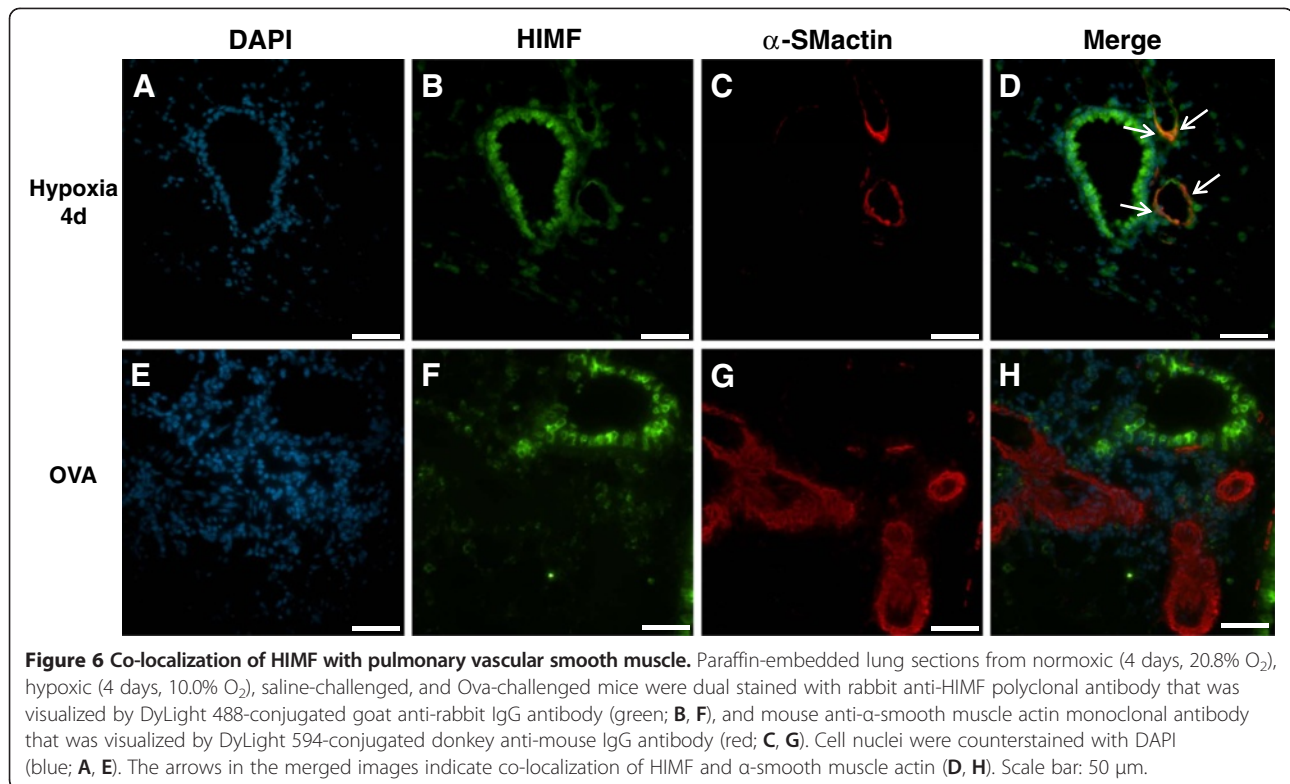 DAPI HIMF α-SMactin Merge
A B C D
Hypoxia
4d
E F G H
OVA
Figure 6 Co-localization of HIMF with pulmonary vascular smooth muscle. Paraffin-embedded lung sections from normoxic (4 days, 20.8% O₂),
hypoxic (4 days, 10.0% O₂), saline-challenged, and Ova-challenged mice were dual stained with rabbit anti-HIMF polyclonal antibody that was
visualized by DyLight 488-conjugated goat anti-rabbit IgG antibody (green; B, F), and mouse anti-α-smooth muscle actin monoclonal antibody
that was visualized by DyLight 594-conjugated donkey anti-mouse IgG antibody (red; C, G). Cell nuclei were counterstained with DAPI
(blue; A, E). The arrows in the merged images indicate co-localization of HIMF and α-smooth muscle actin (D, H). Scale bar: 50 μm.